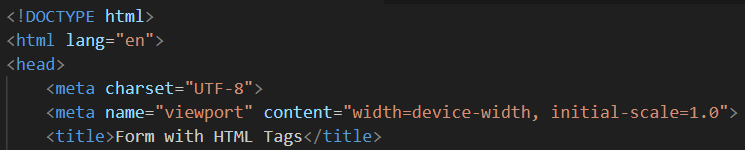 <!DOCTYPE html>
<html lang="en">
<head>
    <meta charset="UTF-8">
    <meta name="viewport" content="width=device-width, initial-scale=1.0">
    <title>Form with HTML Tags</title>